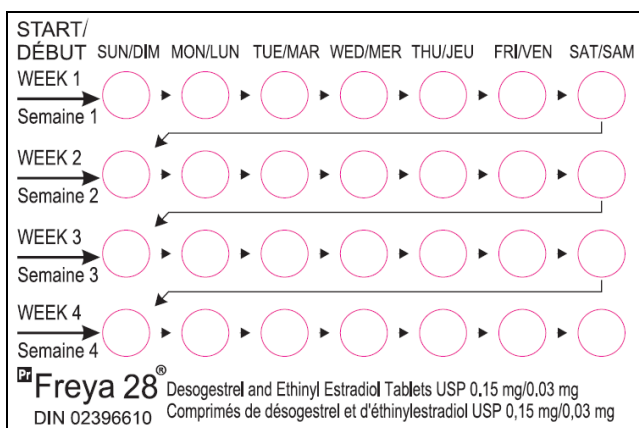 START/
DÉBUT SUN/DIM MON/LUN TUE/MAR WED/MER THU/JEU FRI/VEN SAT/SAM
WEEK 1
Semaine 1
WEEK 2
Semaine 2
WEEK 3
Semaine 3
WEEK 4
Semaine 4
Pr Freya 28®
Desogestrel and Ethinyl Estradiol Tablets USP 0.15 mg/0.03 mg
DIN 02396610 Comprimés de désogestrel et d'éthinylestradiol USP 0,15 mg/0,03 mg